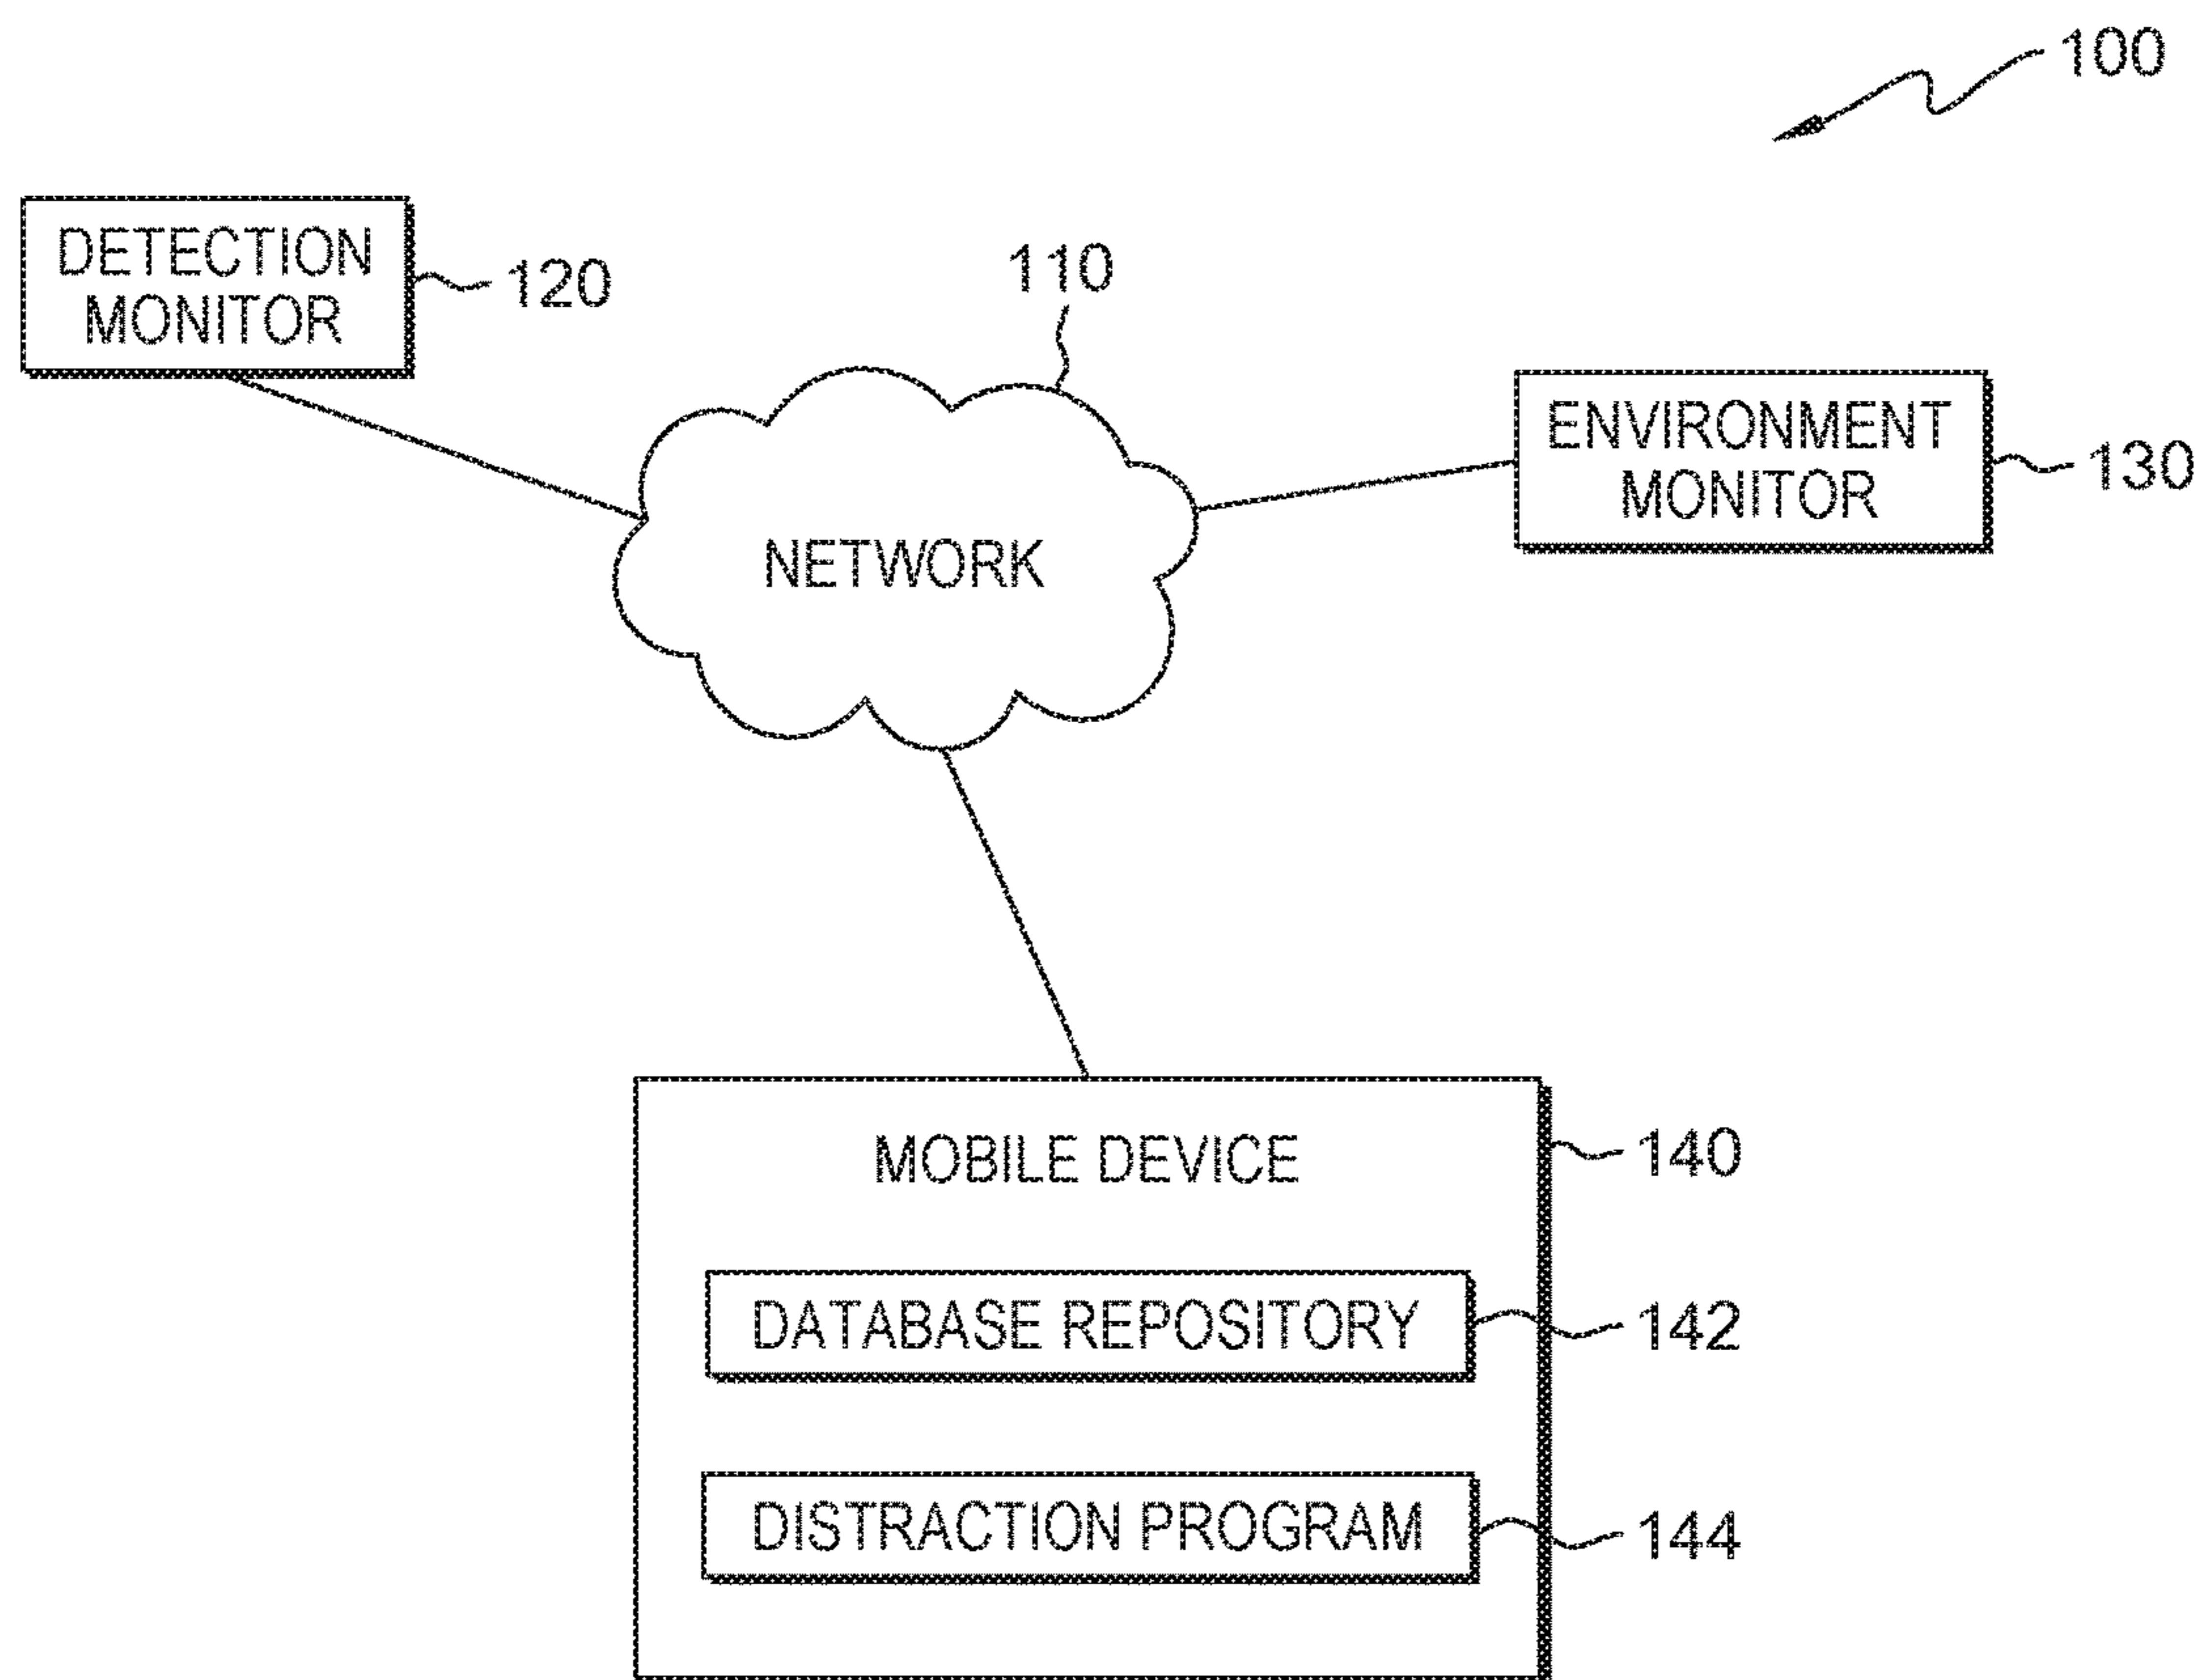 100
DETECTION
MONITOR
120
110
ENVIRONMENT
MONITOR
130
NETWORK
MOBILE DEVICE
140
DATABASE REPOSITORY
142
DISTRACTION PROGRAM
144